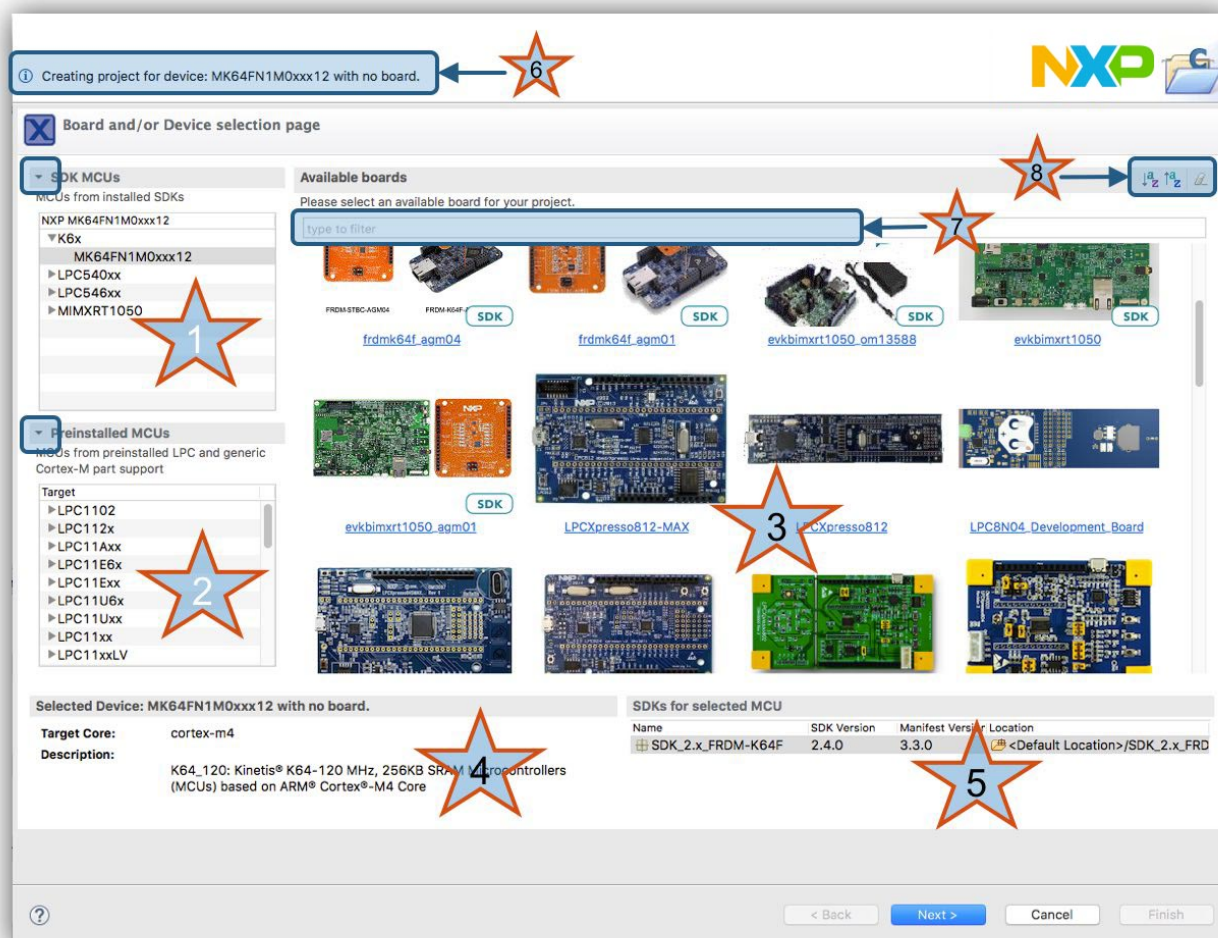 Creating project for device: MK64FN1M0xxx12 with no board.
6
NXP
C
Board and/or Device selection page
8
SDK MCUs
MCUs from installed SDKs
NXP MK64FN1M0xxx12
K6x
MK64FN1M0xxx12
LPC540xx
LPC546xx
MIMXRT1050
1
Available boards
Please select an available board for your project.
type to filter
7
FRDM-STBC-AGM04
FRDM-K64F
SDK
SDK
SDK
SDK
frdmk64f_agm04
frdmk64f_agm01
evkbimxrt1050_om13588
evkbimxrt1050
NXP
SDK
evkbimxrt1050_agm01
LPCXpresso812-MAX
LPCXpresso812
LPC8N04_Development_Board
3
Preinstalled MCUs
MCUs from preinstalled LPC and generic
Cortex-M part support
Target
LPC1102
LPC112x
LPC11Axx
LPC11E6x
LPC11Exx
LPC11U6x
LPC11Uxx
LPC11xx
LPC11xxLV
2
Selected Device: MK64FN1M0xxx12 with no board.
Target Core: cortex-m4
Description:
K64_120: Kinetis® K64-120 MHz, 256KB SRAM Microcontrollers
(MCUs) based on ARM® Cortex®-M4 Core
4
SDKs for selected MCU
Name SDK Version Manifest Version Location
SDK_2.x_FRDM-K64F 2.4.0 3.3.0 <Default Location>/SDK_2.x_FRD
5
? < Back Next > Cancel Finish